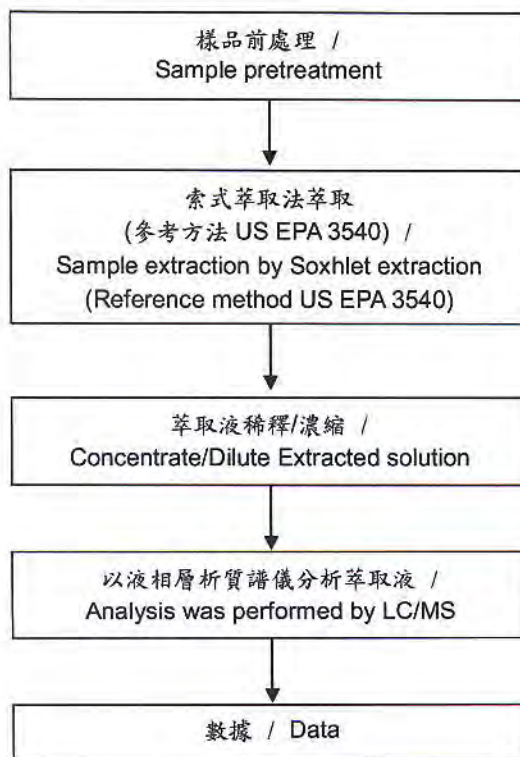 樣品前處理 /
Sample pretreatment
索式萃取法萃取
(參考方法 US EPA 3540) /
Sample extraction by Soxhlet extraction
(Reference method US EPA 3540)
萃取液稀釋/濃縮 /
Concentrate/Dilute Extracted solution
以液相層析質譜儀分析萃取液 /
Analysis was performed by LC/MS
數據 / Data